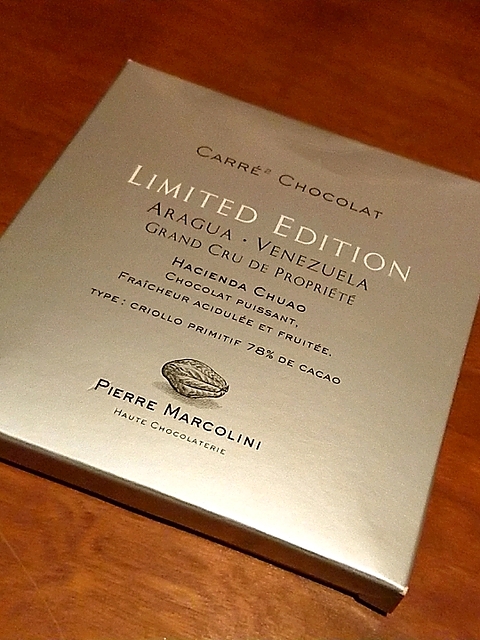 CARRÉ² CHOCOLAT
LIMITED EDITION
ARAGUA · VENEZUELA
GRAND CRU DE PROPRIÉTÉ
HACIENDA CHUAO
CHOCOLAT PUISSANT,
FRAÎCHEUR ACIDULÉE ET FRUITÉE.
TYPE : CRIOLLO PRIMITIF 78% DE CACAO
PIERRE MARCOLINI
HAUTE CHOCOLATERIE